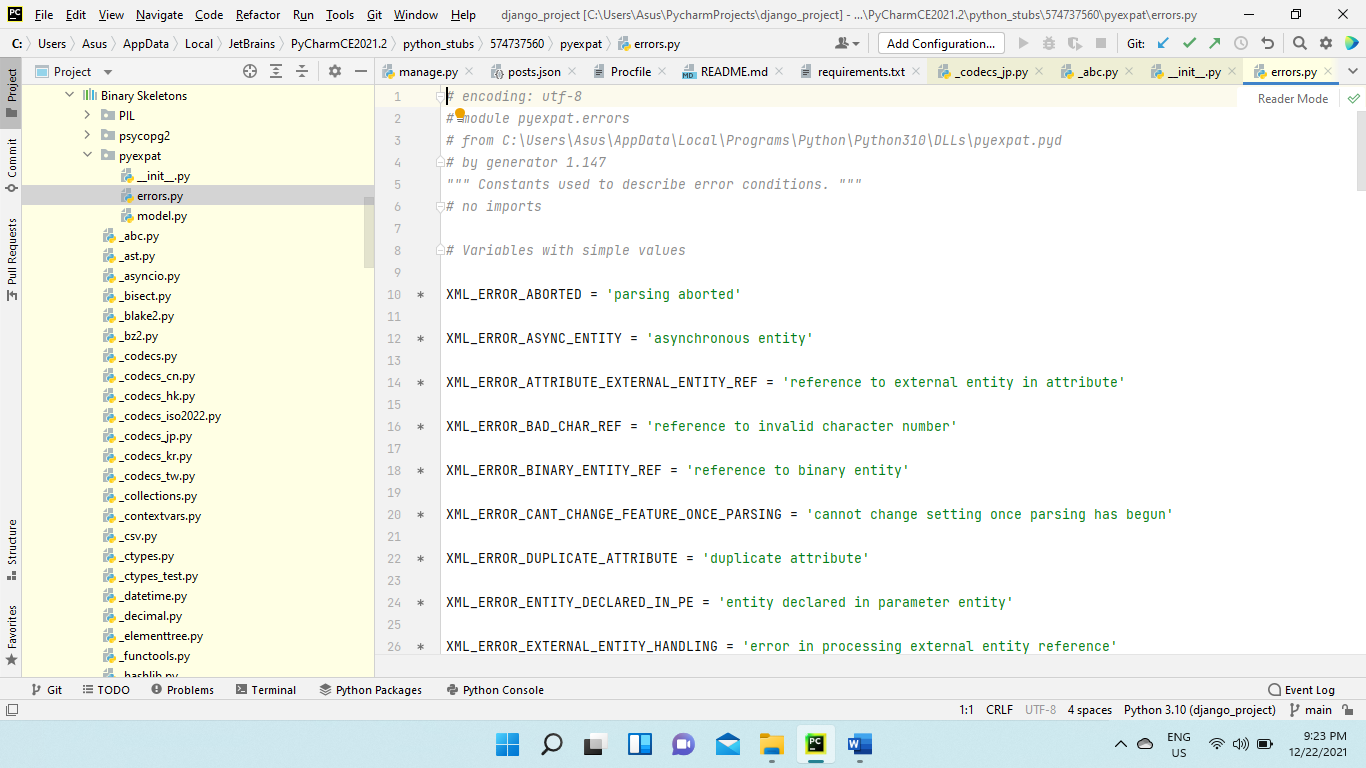 File Edit View Navigate Code Refactor Run Tools Git Window Help django_project [C:\Users\Asus\PycharmProjects\django_project] - ...\PyCharmCE2021.2\python_stubs\574737560\pyexpat\errors.py
C: Users Asus AppData Local JetBrains PyCharmCE2021.2 python_stubs 574737560 pyexpat errors.py Add Configuration... Git:
Project manage.py posts.json Procfile README.md requirements.txt _codecs_jp.py _abc.py __init__.py errors.py
Reader Mode
Project
Commit
Pull Requests
Structure
Favorites
Binary Skeletons
PIL
psycopg2
pyexpat
__init__.py
errors.py
model.py
_abc.py
_ast.py
_asyncio.py
_bisect.py
_blake2.py
_bz2.py
_codecs.py
_codecs_cn.py
_codecs_hk.py
_codecs_iso2022.py
_codecs_jp.py
_codecs_kr.py
_codecs_tw.py
_collections.py
_contextvars.py
_csv.py
_ctypes.py
_ctypes_test.py
_datetime.py
_decimal.py
_elementtree.py
_functools.py
_hashlib.py
1 # encoding: utf-8
2 # module pyexpat.errors
3 # from C:\Users\Asus\AppData\Local\Programs\Python\Python310\DLLs\pyexpat.pyd
4 # by generator 1.147
5 """ Constants used to describe error conditions. """
6 # no imports
7
8 # Variables with simple values
9
10 * XML_ERROR_ABORTED = 'parsing aborted'
11
12 * XML_ERROR_ASYNC_ENTITY = 'asynchronous entity'
13
14 * XML_ERROR_ATTRIBUTE_EXTERNAL_ENTITY_REF = 'reference to external entity in attribute'
15
16 * XML_ERROR_BAD_CHAR_REF = 'reference to invalid character number'
17
18 * XML_ERROR_BINARY_ENTITY_REF = 'reference to binary entity'
19
20 * XML_ERROR_CANT_CHANGE_FEATURE_ONCE_PARSING = 'cannot change setting once parsing has begun'
21
22 * XML_ERROR_DUPLICATE_ATTRIBUTE = 'duplicate attribute'
23
24 * XML_ERROR_ENTITY_DECLARED_IN_PE = 'entity declared in parameter entity'
25
26 * XML_ERROR_EXTERNAL_ENTITY_HANDLING = 'error in processing external entity reference'
Git TODO Problems Terminal Python Packages Python Console Event Log
1:1 CRLF UTF-8 4 spaces Python 3.10 (django_project) main
ENG
US
9:23 PM
12/22/2021